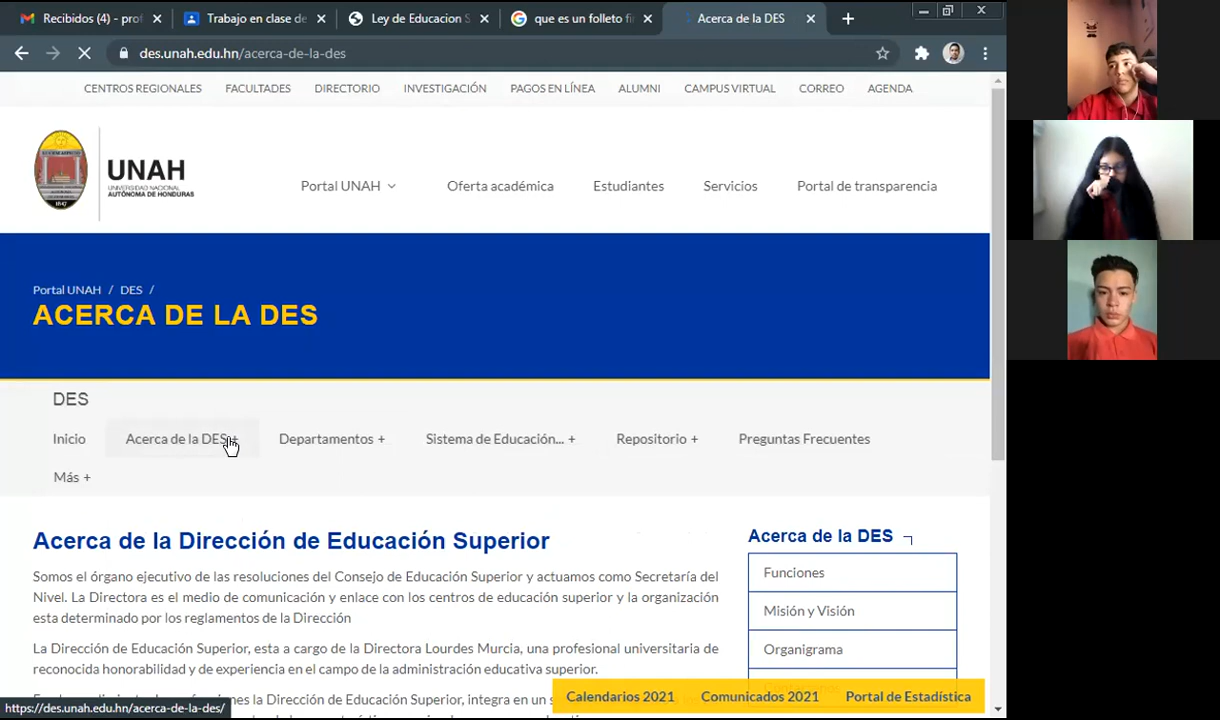 Recibidos (4) - prof
Trabajo en clase de
Ley de Educacion S
que es un folleto fi
Acerca de la DES
des.unah.edu.hn/acerca-de-la-des
CENTROS REGIONALES FACULTADES DIRECTORIO INVESTIGACIÓN PAGOS EN LÍNEA ALUMNI CAMPUS VIRTUAL CORREO AGENDA
1847
UNAH
UNIVERSIDAD NACIONAL
AUTÓNOMA DE HONDURAS
Portal UNAH Oferta académica Estudiantes Servicios Portal de transparencia
Portal UNAH / DES /
ACERCA DE LA DES
DES
Inicio Acerca de la DES + Departamentos + Sistema de Educación... + Repositorio + Preguntas Frecuentes
Más +
Acerca de la Dirección de Educación Superior
Somos el órgano ejecutivo de las resoluciones del Consejo de Educación Superior y actuamos como Secretaría del
Nivel. La Directora es el medio de comunicación y enlace con los centros de educación superior y la organización
esta determinado por los reglamentos de la Dirección
La Dirección de Educación Superior, esta a cargo de la Directora Lourdes Murcia, una profesional universitaria de
reconocida honorabilidad y de experiencia en el campo de la administración educativa superior.
la Dirección de Educación Superior, integra en un s
Acerca de la DES
Funciones
Misión y Visión
Organigrama
Calendarios 2021 Comunicados 2021 Portal de Estadística
https://des.unah.edu.hn/acerca-de-la-des/